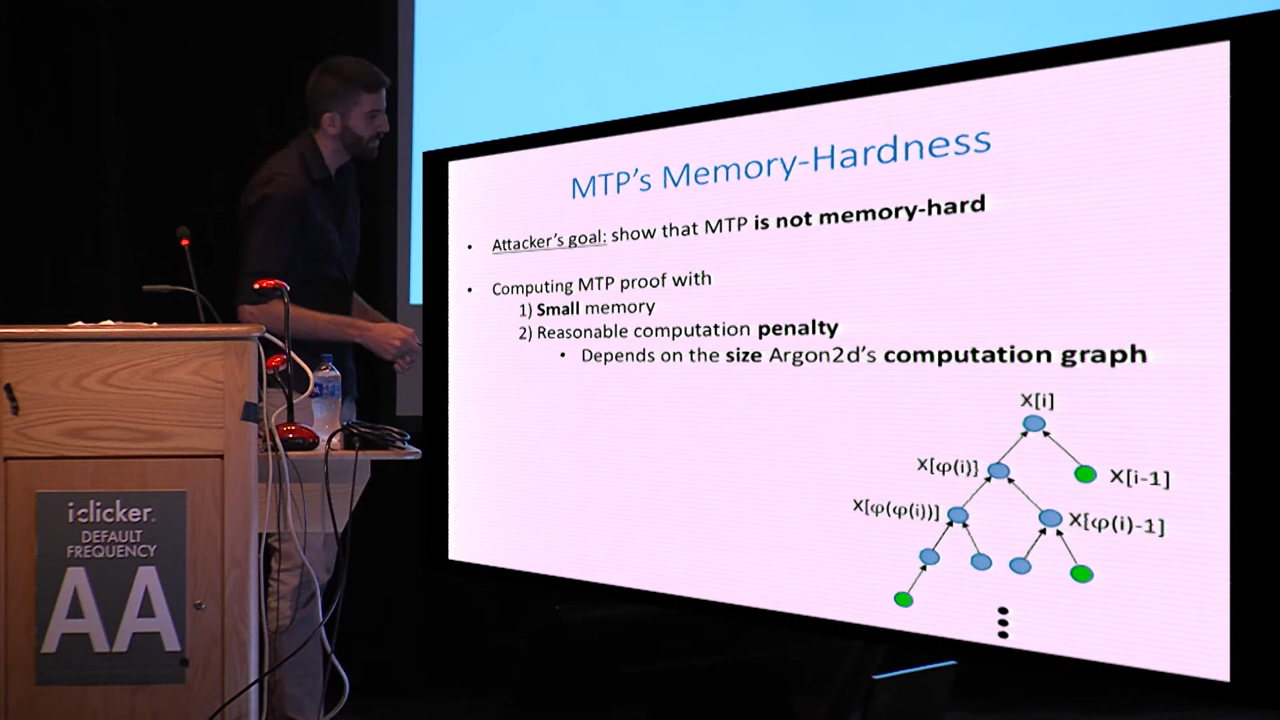 MTP's Memory-Hardness
• Attacker's goal: show that MTP is not memory-hard
• Computing MTP proof with
1) Small memory
2) Reasonable computation penalty
• Depends on the size Argon2d's computation graph
X[i]
X[φ(i)]
X[i-1]
X[φ(φ(i))]
X[φ(i)-1]
iclicker.
DEFAULT
FREQUENCY
AA